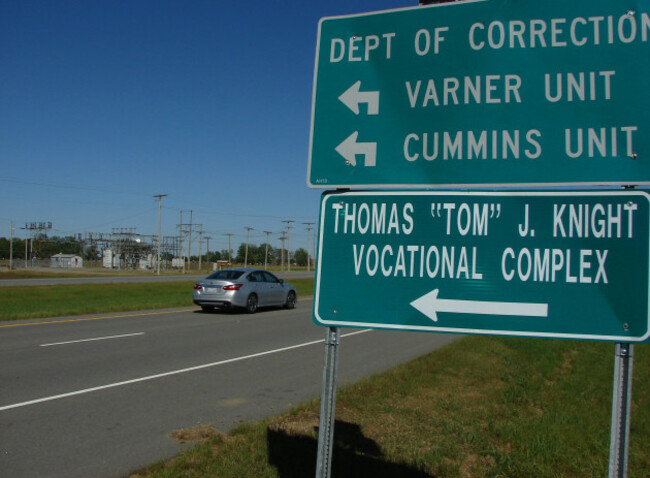 DEPT OF CORRECTION
VARNER UNIT
CUMMINS UNIT
THOMAS "TOM" J. KNIGHT
VOCATIONAL COMPLEX